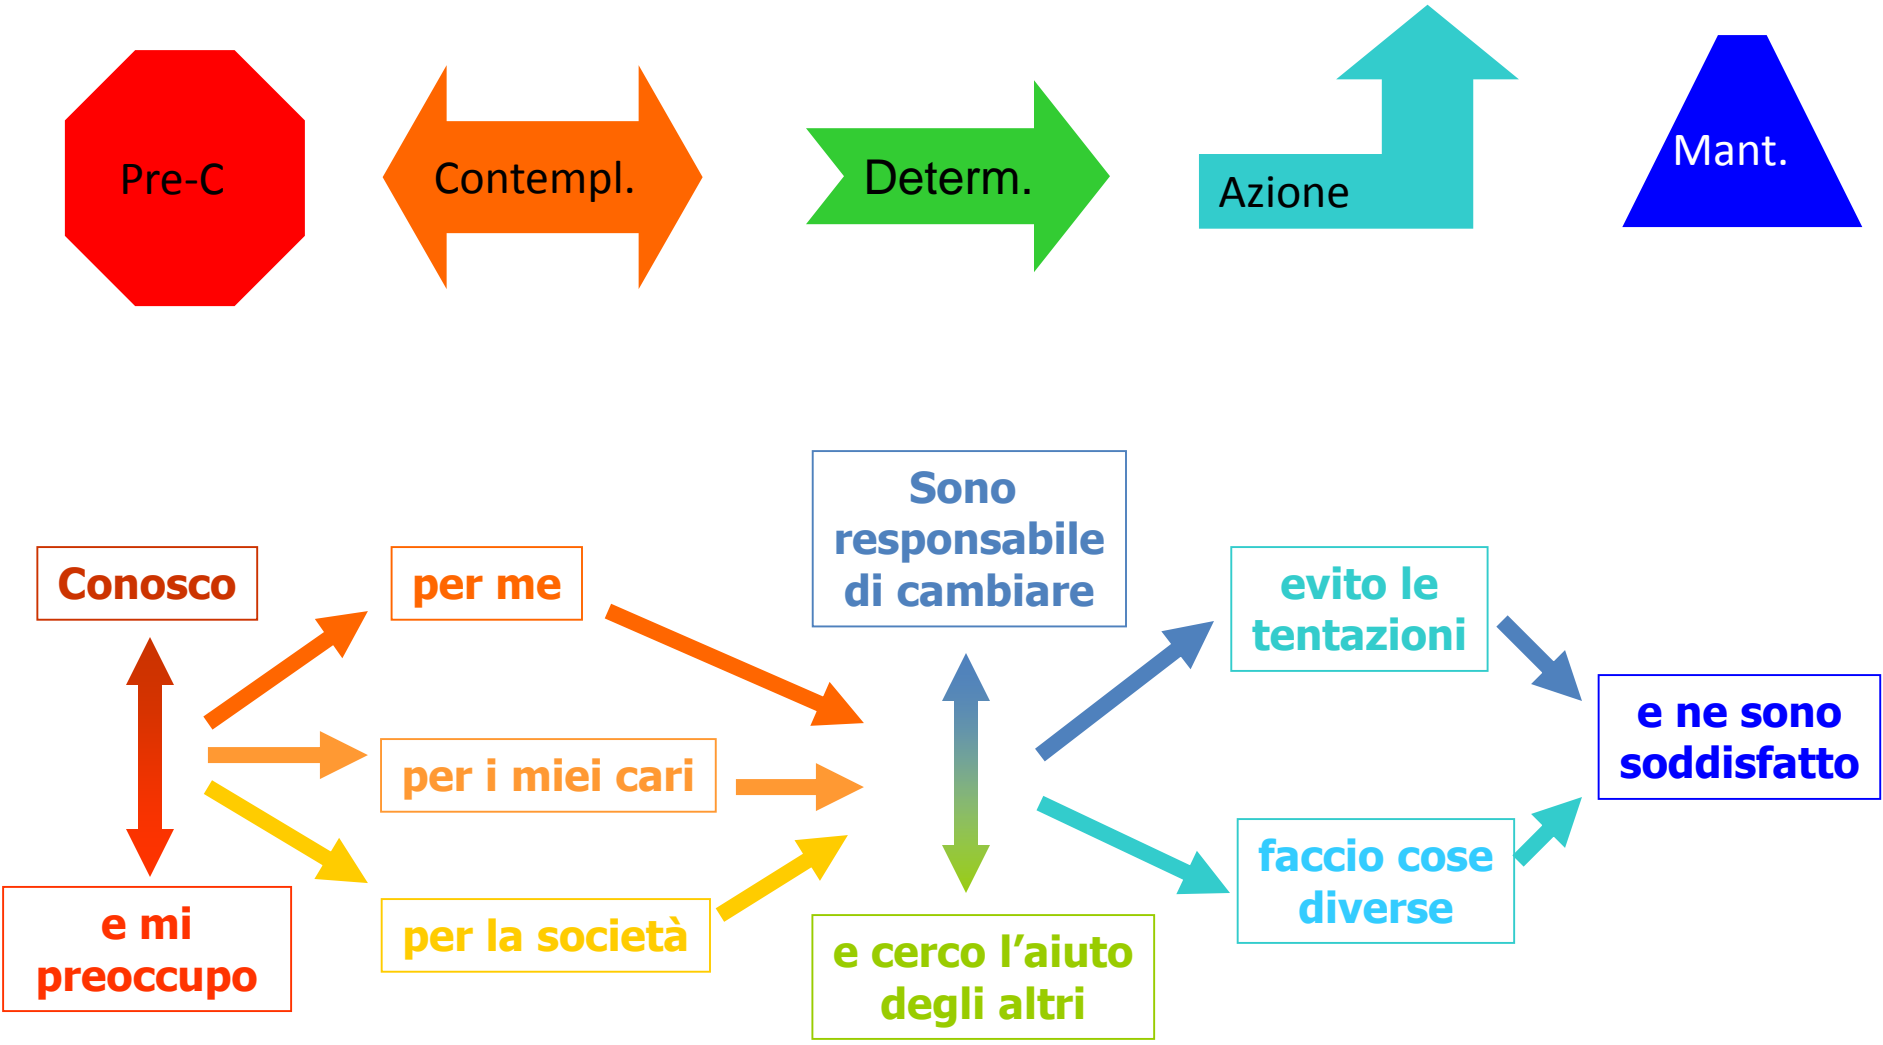 Pre-C
Contempl.
Determ.
Azione
Mant.
Conosco
e mi
preoccupo
per me
per i miei cari
per la società
Sono
responsabile
di cambiare
e cerco l’aiuto
degli altri
evito le
tentazioni
faccio cose
diverse
e ne sono
soddisfatto